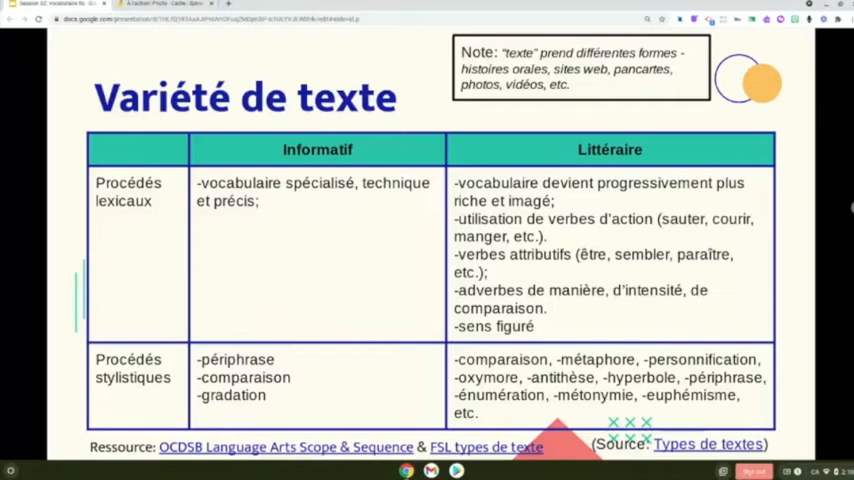 Note: “texte” prend différentes formes -
histoires orales, sites web, pancartes,
photos, vidéos, etc.
Variété de texte
Informatif
Littéraire
Procédés
lexicaux
-vocabulaire spécialisé, technique
et précis;
-vocabulaire devient progressivement plus
riche et imagé;
-utilisation de verbes d’action (sauter, courir,
manger, etc.).
-verbes attributifs (être, sembler, paraître,
etc.);
-adverbes de manière, d’intensité, de
comparaison.
-sens figuré
Procédés
stylistiques
-périphrase
-comparaison
-gradation
-comparaison, -métaphore, -personnification,
-oxymore, -antithèse, -hyperbole, -périphrase,
-énumération, -métonymie, -euphémisme,
etc.
Ressource: OCDSB Language Arts Scope & Sequence & FSL types de texte
(Source: Types de textes)
Sign out